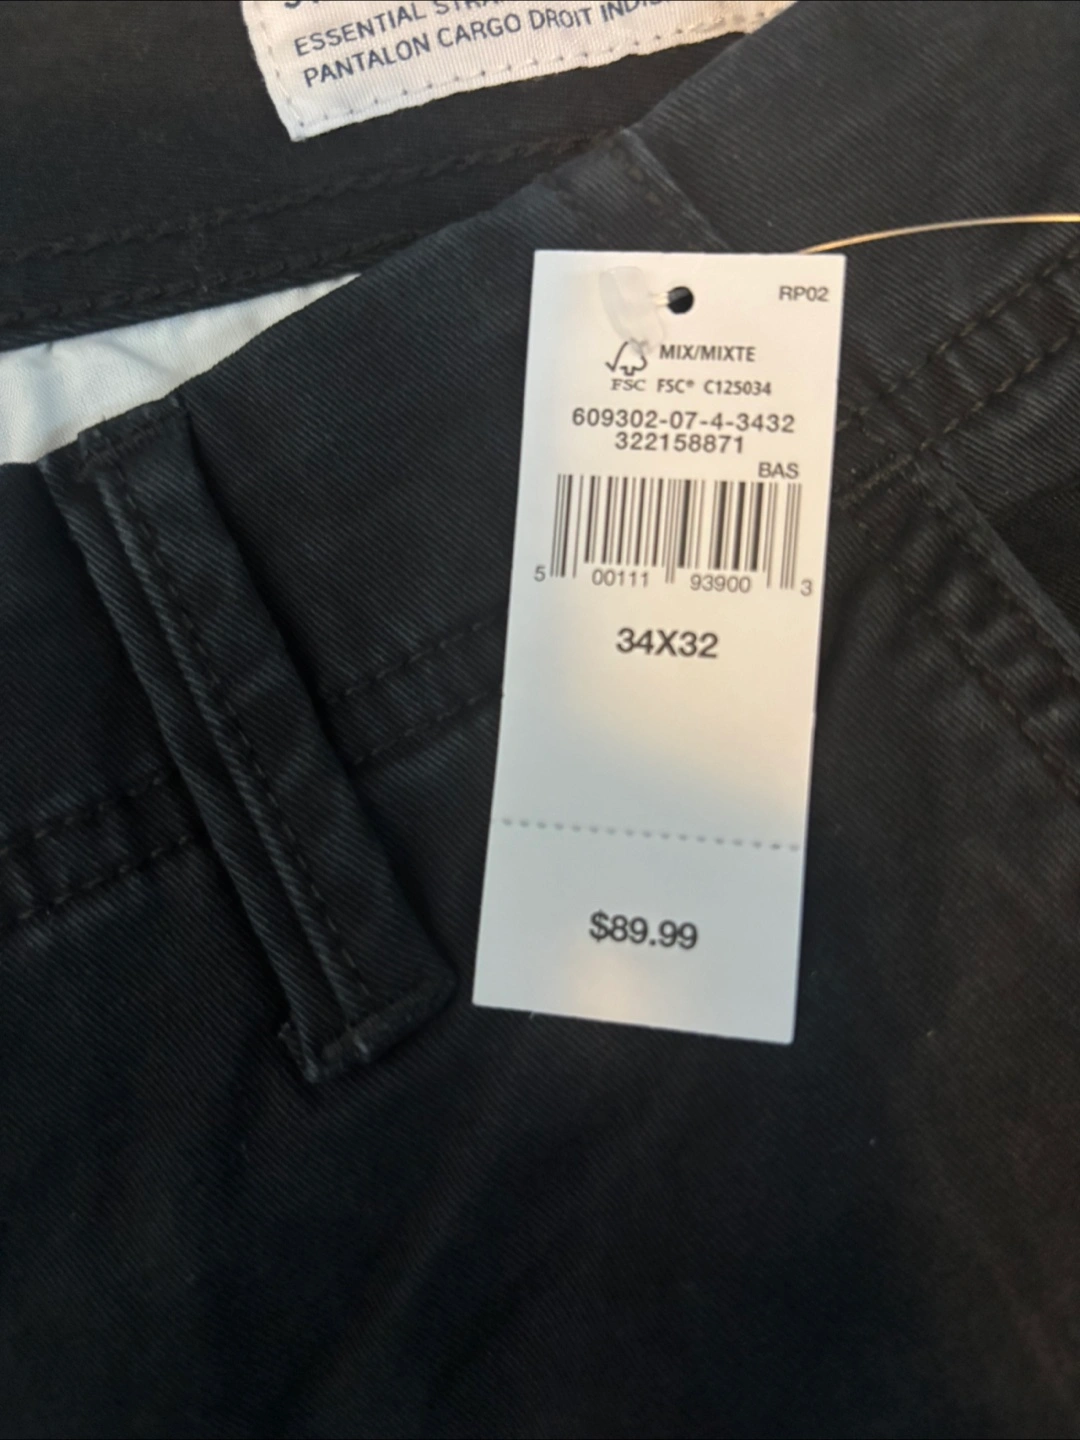 ESSENTIAL
PANTALON CARGO DROIT
RP02
MIX/MIXTE
FSC FSC® C125034
609302-07-4-3432
322158871
BAS
5 00111 93900 3
34X32
$89.99